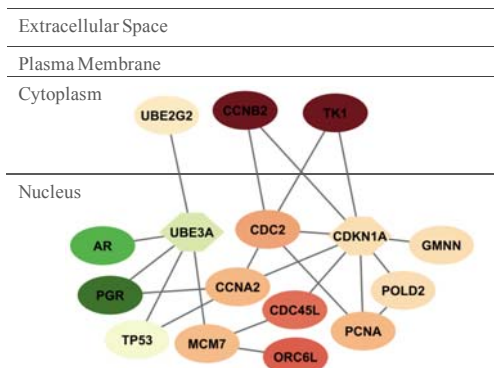 Extracellular Space
Plasma Membrane
Cytoplasm
UBE2G2
CCNB2
TK1
Nucleus
UBE3A
CDC2
CDKN1A
GMNN
AR
PGR
CCNA2
POLD2
CDC45L
PCNA
TP53
MCM7
ORC6L